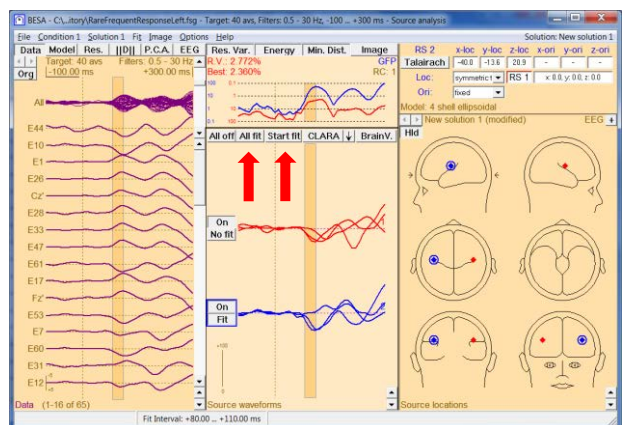 BESA - C:\...itory\RareFrequentResponseLeft.fsg - Target: 40 avs, Filters: 0.5 - 30 Hz, -100 ... +300 ms - Source analysis
File Condition 1 Solution 1 Fit Image Options Help Solution: New solution 1
Data Model Res. ||D|| P.C.A. EEG
Target: 40 avs Filters: 0.5 - 30 Hz
Org -100.00 ms +300.00 ms
All
E44
E10
E1
E26
Cz'
E28
E33
E47
E61
E17
Fz'
E53
E7
E60
E31
E12
Data (1-16 of 65)
Res. Var. Energy Min. Dist. Image
R.V.: 2.772% GFP
Best: 2.360% RC: 1
All off All fit Start fit CLARA ↓ BrainV.
On
No fit
On
Fit
+100
0
Source waveforms
RS 2 x-loc y-loc z-loc x-ori y-ori z-ori
Talairach -40.0 -13.6 20.9 - - -
Loc: symmetric t RS 1 x: 0.0, y: 0.0, z: 0.0
Ori: fixed
Model: 4 shell ellipsoidal
New solution 1 (modified) EEG +
Hld
Source locations
Fit Interval: +80.00 ... +110.00 ms